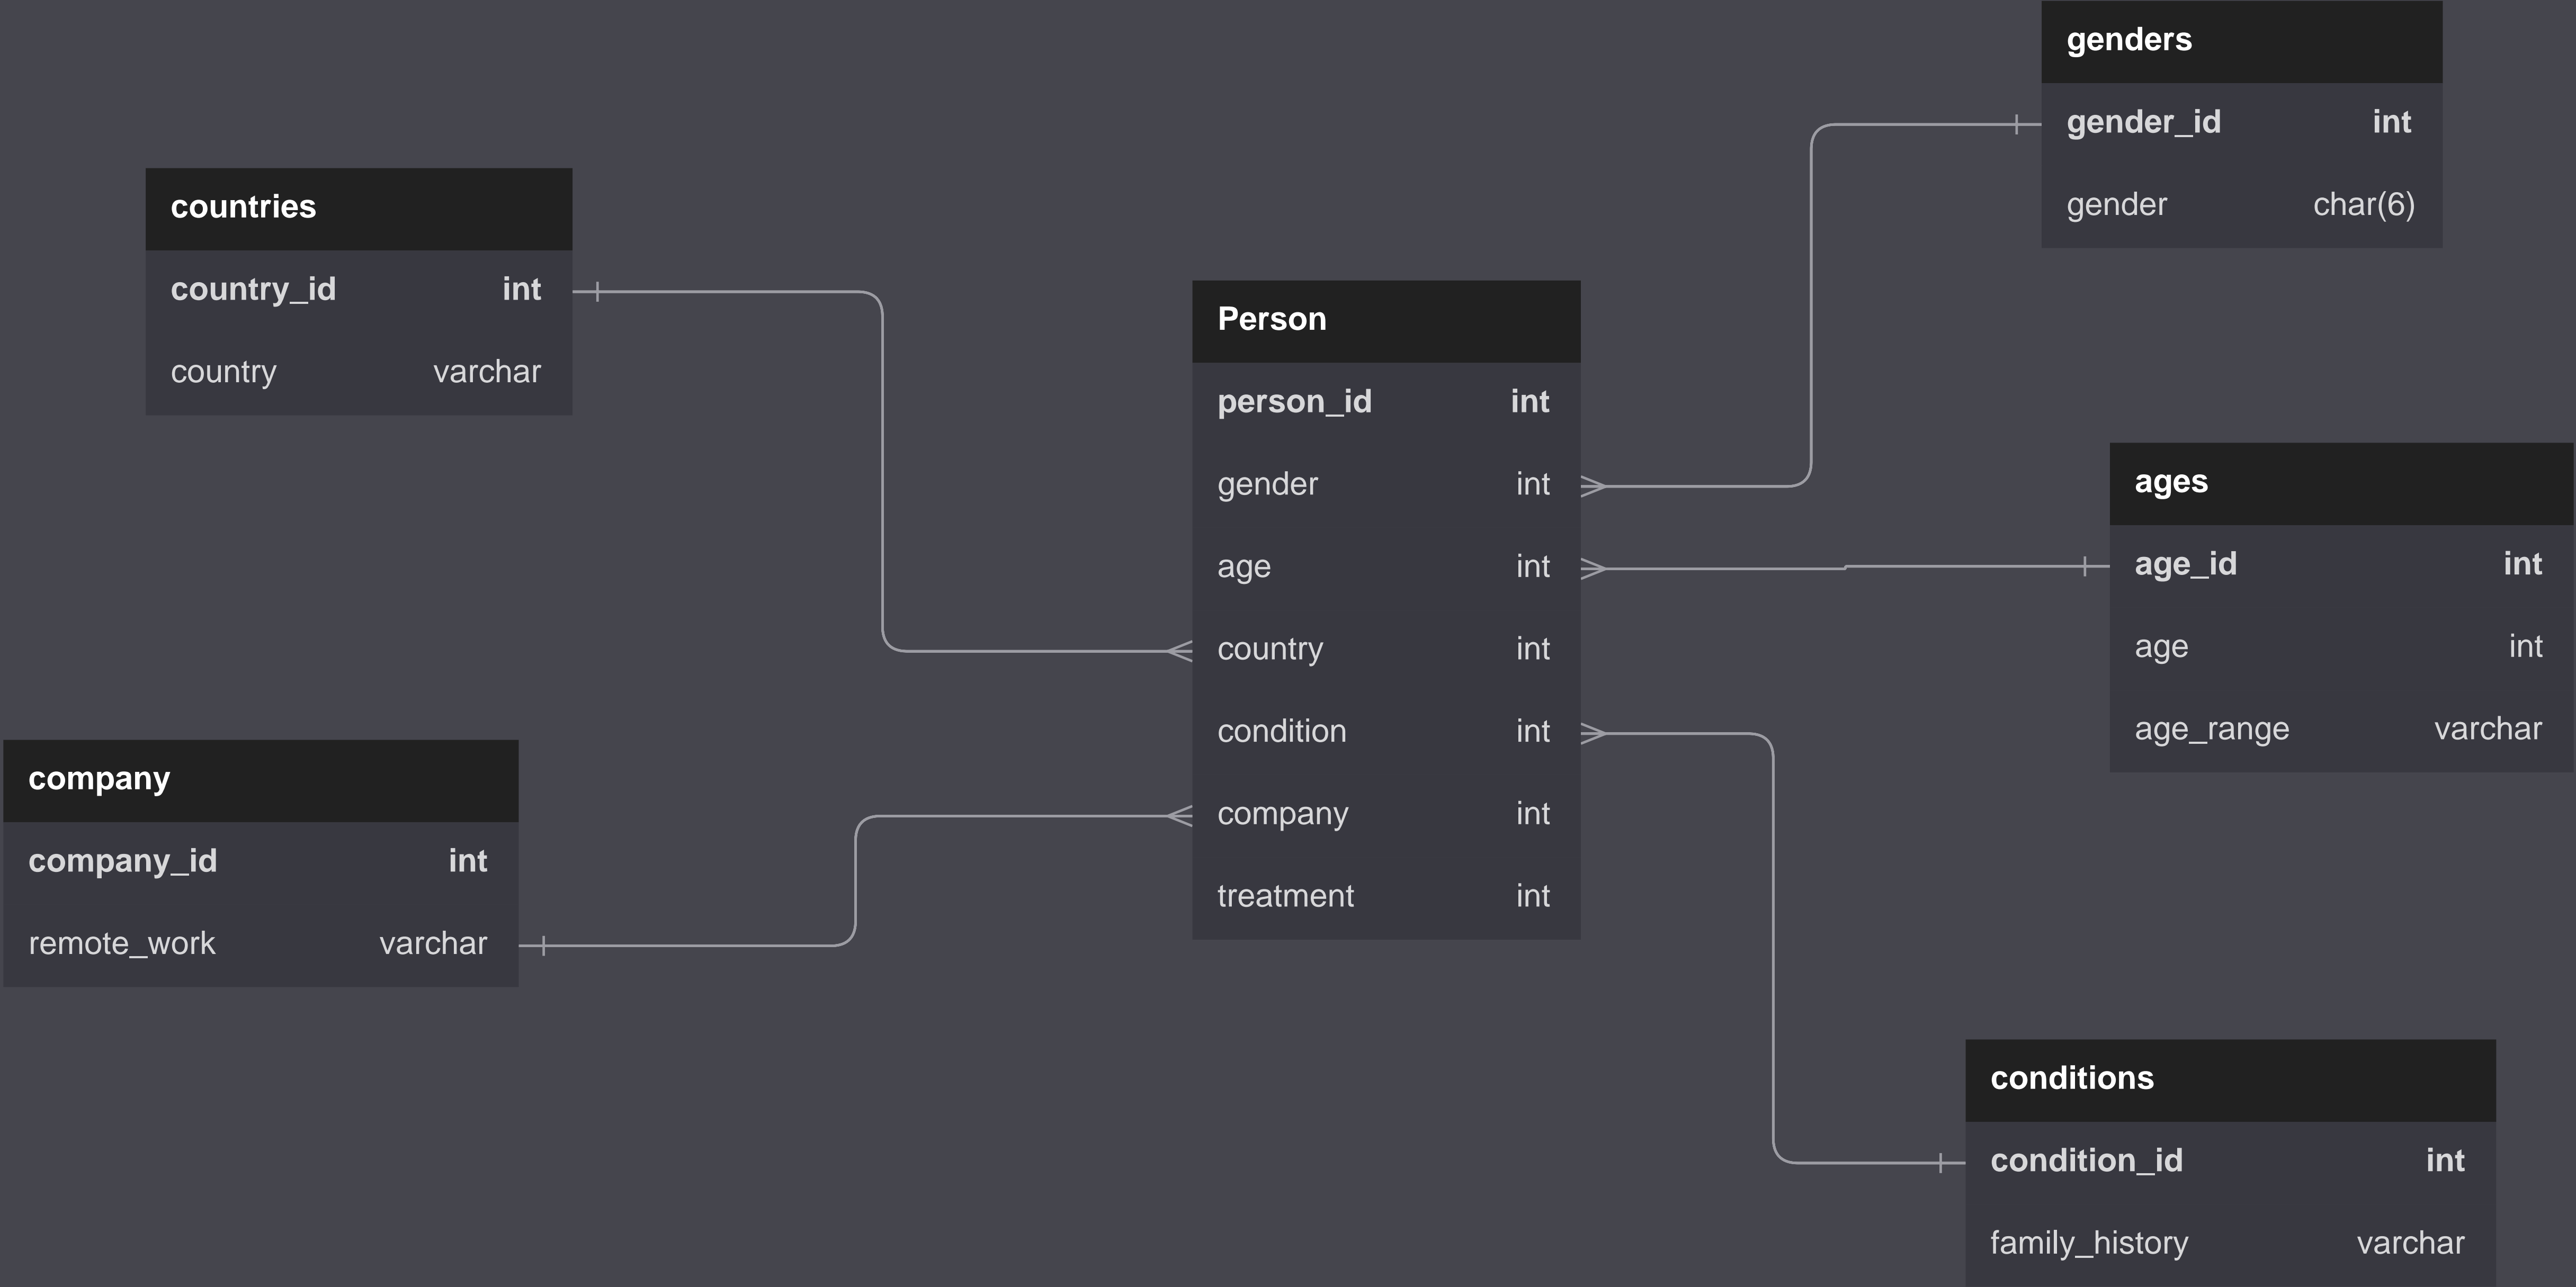 genders
gender_id int
gender char(6)
countries
country_id int
country varchar
Person
person_id int
gender int
age int
country int
condition int
company int
treatment int
ages
age_id int
age int
age_range varchar
company
company_id int
remote_work varchar
conditions
condition_id int
family_history varchar